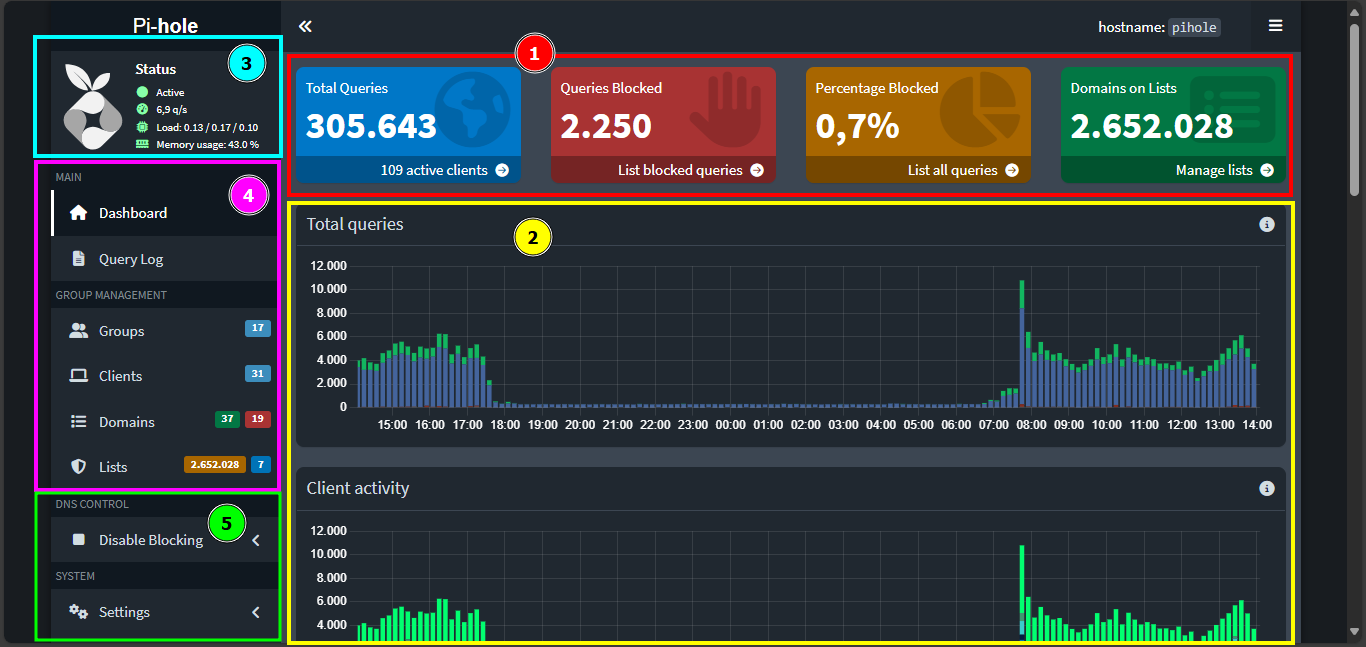 Pi-hole
hostname: pihole
3
Status
Active
6,9 q/s
Load: 0.13 / 0.17 / 0.10
Memory usage: 43.0 %
1
Total Queries
305.643
109 active clients
Queries Blocked
2.250
List blocked queries
Percentage Blocked
0,7%
List all queries
Domains on Lists
2.652.028
Manage lists
4
MAIN
Dashboard
Query Log
GROUP MANAGEMENT
Groups 17
Clients 31
Domains 37 19
Lists 2.652.028 7
5
DNS CONTROL
Disable Blocking
SYSTEM
Settings
2
Total queries
12.000
10.000
8.000
6.000
4.000
2.000
0
15:00 16:00 17:00 18:00 19:00 20:00 21:00 22:00 23:00 00:00 01:00 02:00 03:00 04:00 05:00 06:00 07:00 08:00 09:00 10:00 11:00 12:00 13:00 14:00
Client activity
12.000
10.000
8.000
6.000
4.000